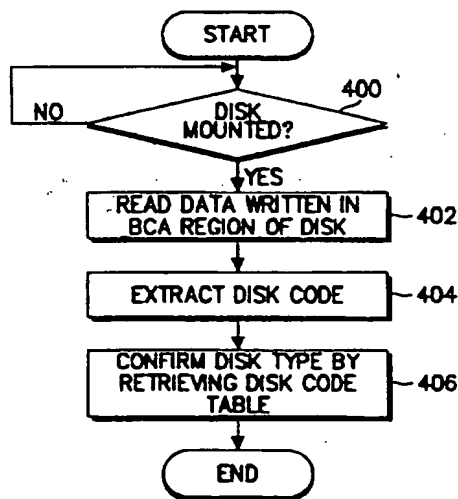 START
400
DISK
MOUNTED?
NO
YES
READ DATA WRITTEN IN
BCA REGION OF DISK
402
EXTRACT DISK CODE
404
CONFIRM DISK TYPE BY
RETRIEVING DISK CODE
TABLE
406
END